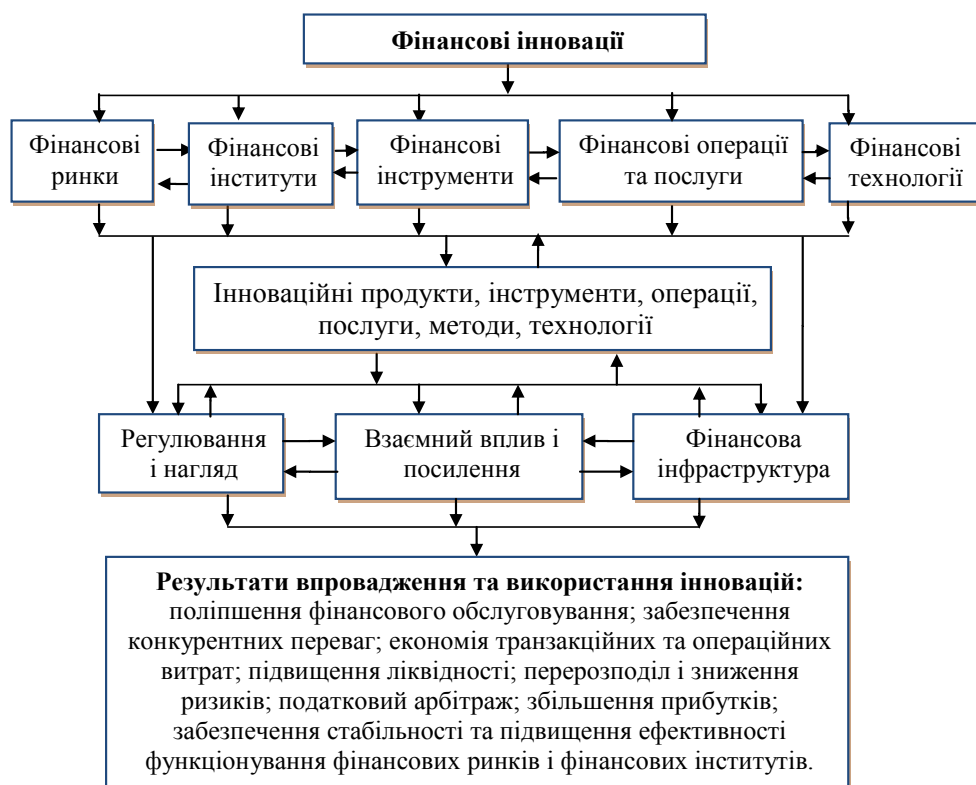 Фінансові інновації
Фінансові
ринки
Фінансові
інститути
Фінансові
інструменти
Фінансові операції
та послуги
Фінансові
технології
Інноваційні продукти, інструменти, операції,
послуги, методи, технології
Регулювання
і нагляд
Взаємний вплив і
посилення
Фінансова
інфраструктура
Результати впровадження та використання інновацій:
поліпшення фінансового обслуговування; забезпечення
конкурентних переваг; економія транзакційних та операційних
витрат; підвищення ліквідності; перерозподіл і зниження
ризиків; податковий арбітраж; збільшення прибутків;
забезпечення стабільності та підвищення ефективності
функціонування фінансових ринків і фінансових інститутів.